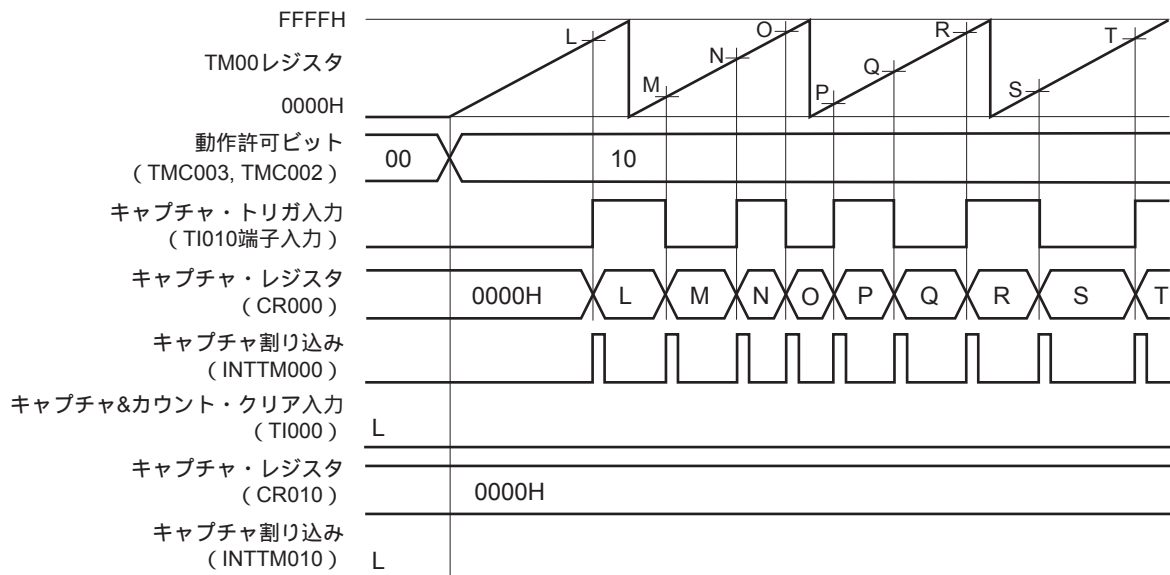 FFFFH
TM00レジスタ
0000H
L M N O P Q R S T
動作許可ビット
（TMC003, TMC002）
00 10
キャプチャ・トリガ入力
（TI010端子入力）
キャプチャ・レジスタ
（CR000）
0000H L M N O P Q R S T
キャプチャ割り込み
（INTTM000）
キャプチャ&カウント・クリア入力
（TI000） L
キャプチャ・レジスタ
（CR010）
0000H
キャプチャ割り込み
（INTTM010） L